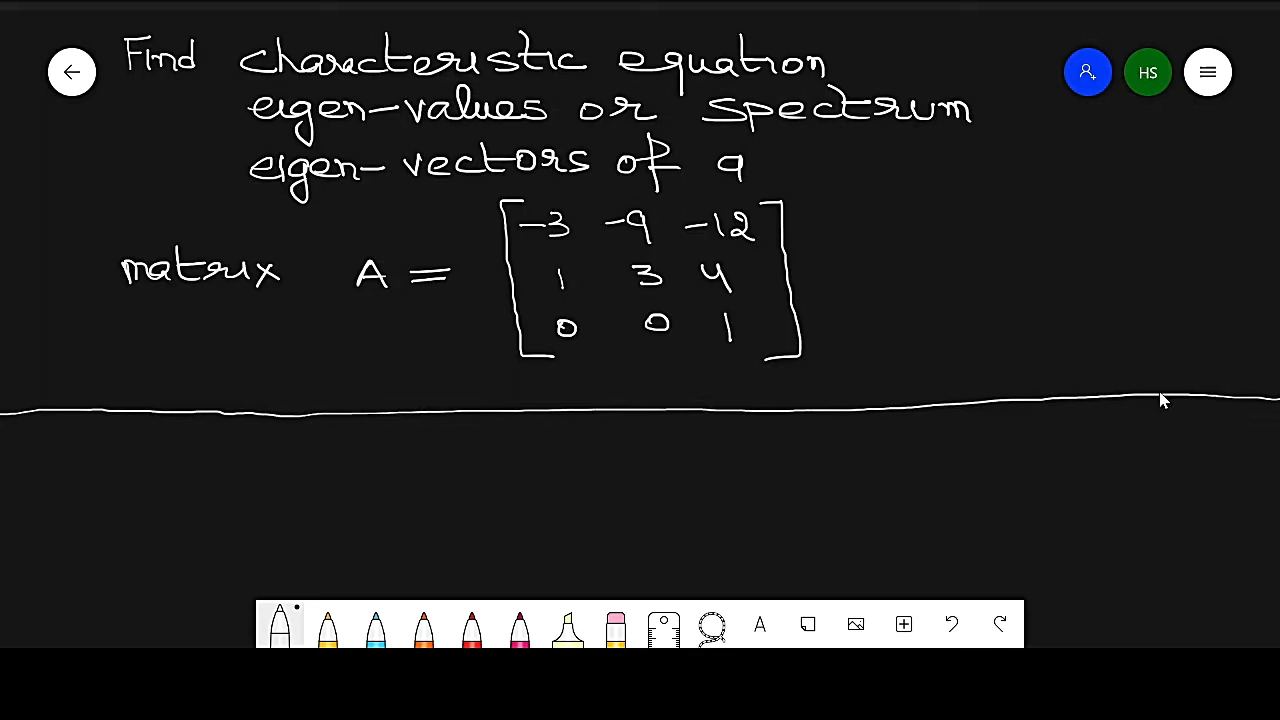 Find characteristic equation
eigen-values or spectrum
eigen-vectors of a
matrix A = [-3 -9 -12
1 3 4
0 0 1]
HS
A